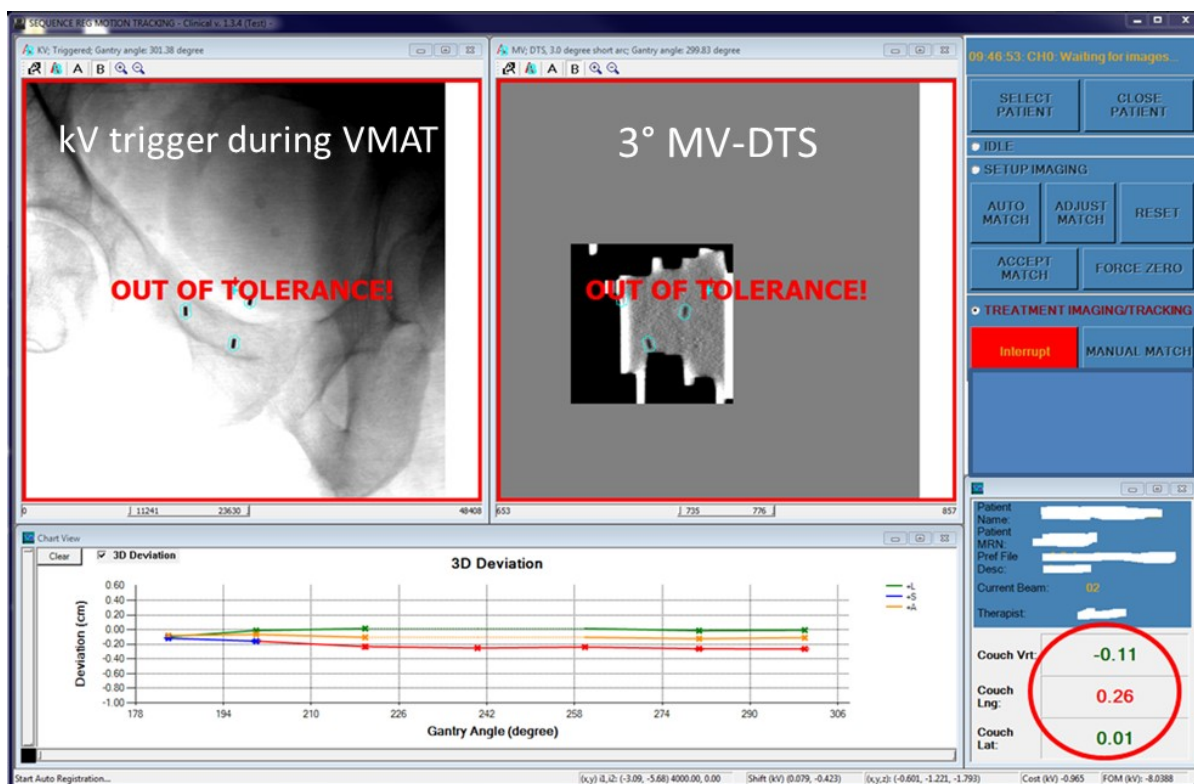 SEQUENCE REG MOTION TRACKING - Clinical v. 1.3.4 (Test) -
KV; Triggered; Gantry angle: 301.38 degree
A B
kV trigger during VMAT
OUT OF TOLERANCE!
0 11241 23630 48408
MV; DTS, 3.0 degree short arc; Gantry angle: 299.83 degree
A B
3° MV-DTS
OUT OF TOLERANCE!
653 735 776 857
09:46:53: CH0: Waiting for images...
SELECT PATIENT
CLOSE PATIENT
IDLE
SETUP IMAGING
AUTO MATCH
ADJUST MATCH
RESET
ACCEPT MATCH
FORCE ZERO
TREATMENT IMAGING/TRACKING
Interrupt
MANUAL MATCH
Chart View
Clear
3D Deviation
3D Deviation
+L
+S
+A
Deviation (cm)
0.60
0.40
0.20
0.00
-0.20
-0.40
-0.60
-0.80
-1.00
178 194 210 226 242 258 274 290 306
Gantry Angle (degree)
Patient Name:
Patient MRN:
Pref File Desc:
Current Beam: 02
Therapist:
Couch Vrt: -0.11
Couch Lng: 0.26
Couch Lat: 0.01
Start Auto Registration...
(x,y) i1,i2: (-3.09, -5.68) 4000.00, 0.00
Shift (kV) (0.079, -0.423)
(x,y,z): (-0.601, -1.221, -1.793)
Cost (kV) -0.965
FOM (kV): -8.0388